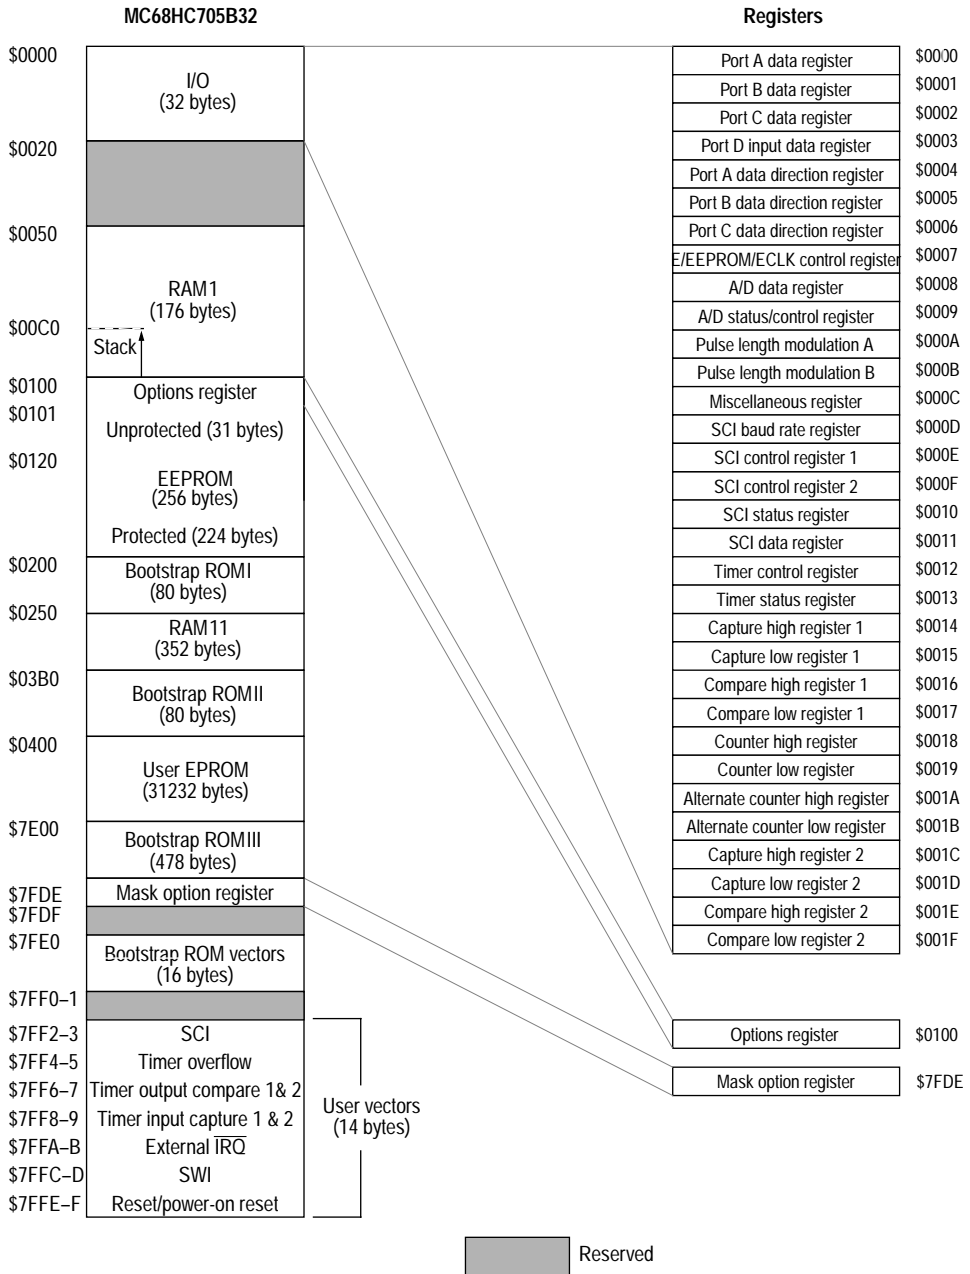 MC68HC705B32
$0000
I/O
(32 bytes)
$0020
$0050
RAM1
(176 bytes)
$00C0
Stack
$0100
Options register
$0101
Unprotected (31 bytes)
$0120
EEPROM
(256 bytes)
Protected (224 bytes)
$0200
Bootstrap ROMI
(80 bytes)
$0250
RAM11
(352 bytes)
$03B0
Bootstrap ROMII
(80 bytes)
$0400
User EPROM
(31232 bytes)
$7E00
Bootstrap ROMIII
(478 bytes)
$7FDE
Mask option register
$7FDF
$7FE0
Bootstrap ROM vectors
(16 bytes)
$7FF0–1
$7FF2–3 SCI
$7FF4–5 Timer overflow
$7FF6–7 Timer output compare 1& 2
$7FF8–9 Timer input capture 1 & 2
$7FFA–B External IRQ
$7FFC–D SWI
$7FFE–F Reset/power-on reset
User vectors
(14 bytes)
Registers
Port A data register $0000
Port B data register $0001
Port C data register $0002
Port D input data register $0003
Port A data direction register $0004
Port B data direction register $0005
Port C data direction register $0006
E/EEPROM/ECLK control register $0007
A/D data register $0008
A/D status/control register $0009
Pulse length modulation A $000A
Pulse length modulation B $000B
Miscellaneous register $000C
SCI baud rate register $000D
SCI control register 1 $000E
SCI control register 2 $000F
SCI status register $0010
SCI data register $0011
Timer control register $0012
Timer status register $0013
Capture high register 1 $0014
Capture low register 1 $0015
Compare high register 1 $0016
Compare low register 1 $0017
Counter high register $0018
Counter low register $0019
Alternate counter high register $001A
Alternate counter low register $001B
Capture high register 2 $001C
Capture low register 2 $001D
Compare high register 2 $001E
Compare low register 2 $001F
Options register $0100
Mask option register $7FDE
Reserved